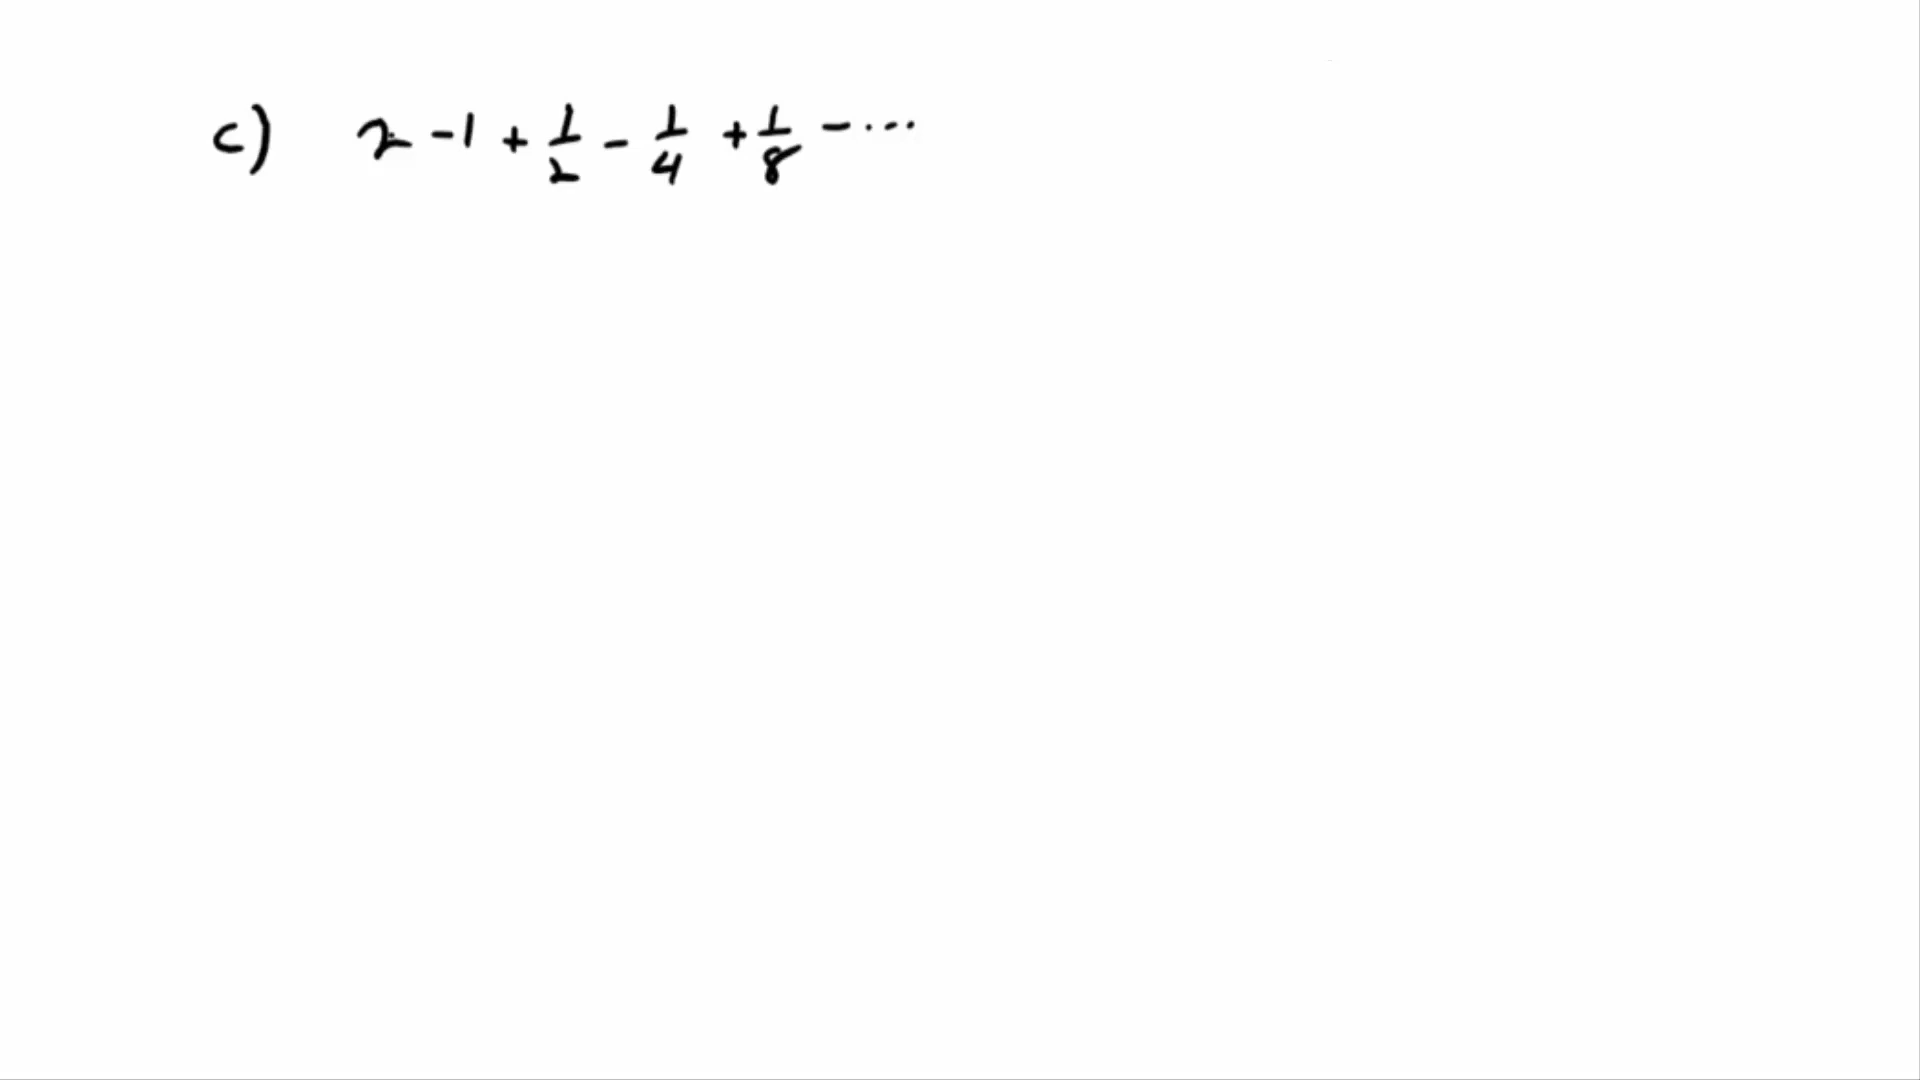 c) 2 - 1 + 1/2 - 1/4 + 1/8 - ...